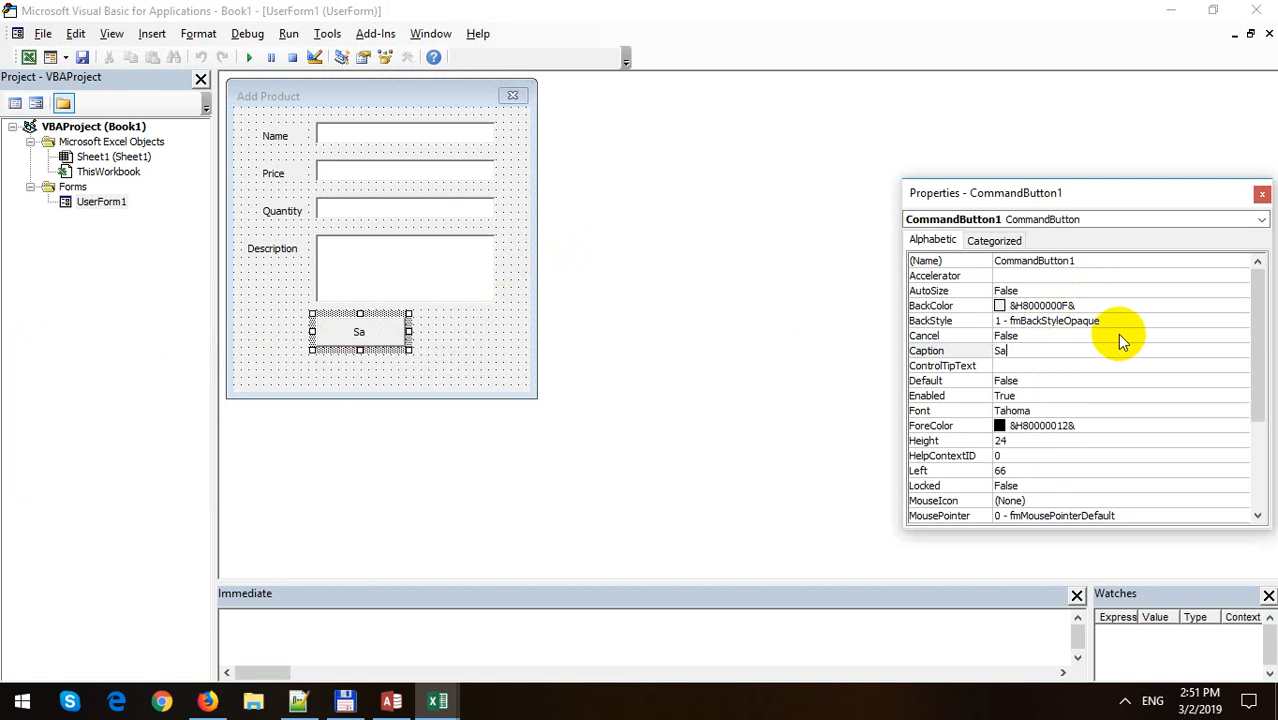 Microsoft Visual Basic for Applications - Book1 - [UserForm1 (UserForm)]
File Edit View Insert Format Debug Run Tools Add-Ins Window Help
Project - VBAProject
VBAProject (Book1)
Microsoft Excel Objects
Sheet1 (Sheet1)
ThisWorkbook
Forms
UserForm1
Add Product
Name
Price
Quantity
Description
Sa
Properties - CommandButton1
CommandButton1 CommandButton
Alphabetic Categorized
(Name) CommandButton1
Accelerator
AutoSize False
BackColor &H8000000F&
BackStyle 1 - fmBackStyleOpaque
Cancel False
Caption Sa
ControlTipText
Default False
Enabled True
Font Tahoma
ForeColor &H80000012&
Height 24
HelpContextID 0
Left 66
Locked False
MouseIcon (None)
MousePointer 0 - fmMousePointerDefault
Immediate
Watches
Express Value Type Context
ENG
2:51 PM
3/2/2019